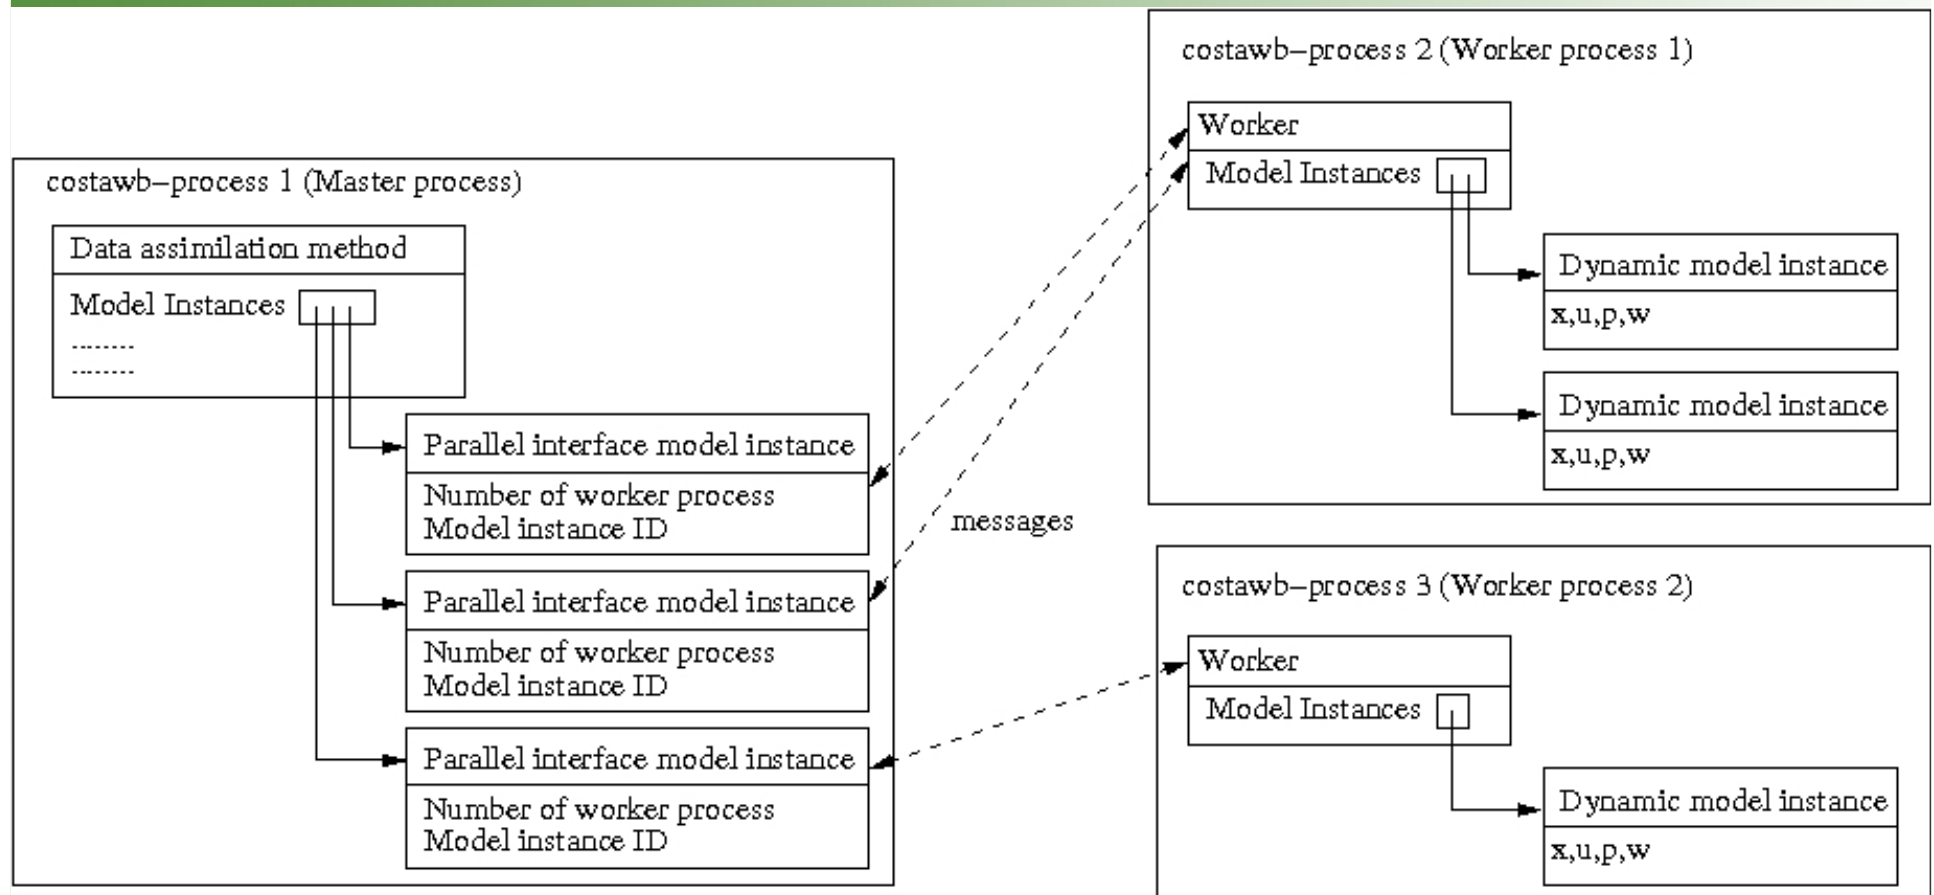 costawb–process 1 (Master process)
Data assimilation method
Model Instances
--------
--------
Parallel interface model instance
Number of worker process
Model instance ID
Parallel interface model instance
Number of worker process
Model instance ID
Parallel interface model instance
Number of worker process
Model instance ID
messages
costawb–process 2 (Worker process 1)
Worker
Model Instances
Dynamic model instance
x,u,p,w
Dynamic model instance
x,u,p,w
costawb–process 3 (Worker process 2)
Worker
Model Instances
Dynamic model instance
x,u,p,w